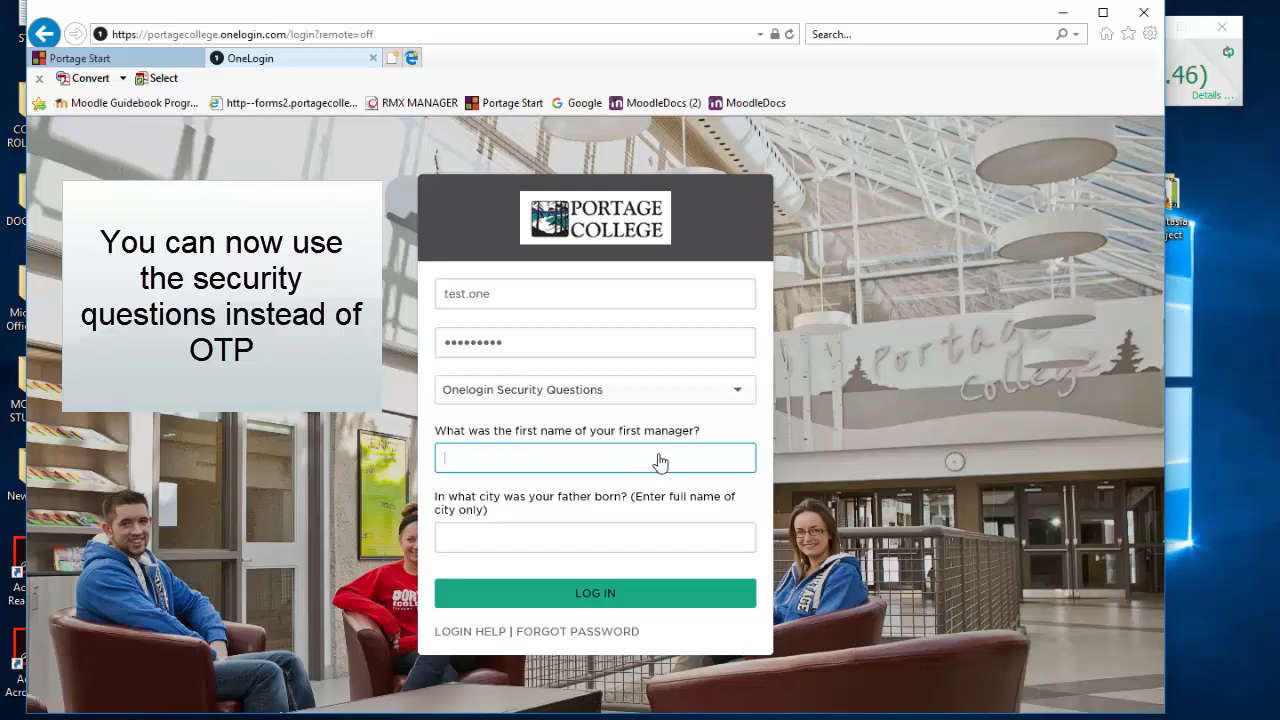 https://portagecollege.onelogin.com/login?remote=off
Search...
Portage Start
OneLogin
Convert
Select
Moodle Guidebook Progr...
http--forms2.portagecolle...
RMX MANAGER
Portage Start
Google
MoodleDocs (2)
MoodleDocs
.46)
Details ...
PORTAGE
COLLEGE
You can now use
the security
questions instead of
OTP
test.one
Onelogin Security Questions
What was the first name of your first manager?
In what city was your father born? (Enter full name of
city only)
LOG IN
LOGIN HELP | FORGOT PASSWORD
Portage
College